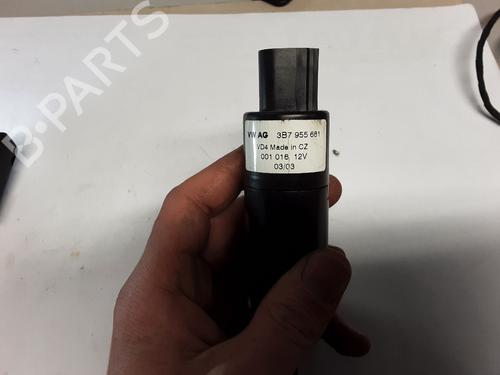 B-PARTS
VW AG 3B7 955 681
VD4 Made in CZ
001 016, 12V
03/03